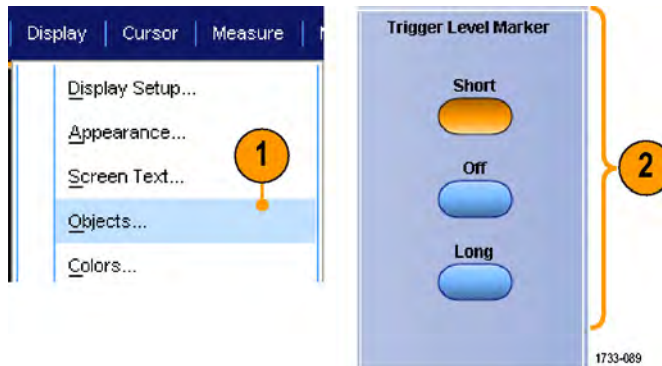 Display | Cursor | Measure |
Display Setup...
Appearance...
Screen Text...
Objects...
Colors...
1
Trigger Level Marker
Short
Off
Long
2
1733-089